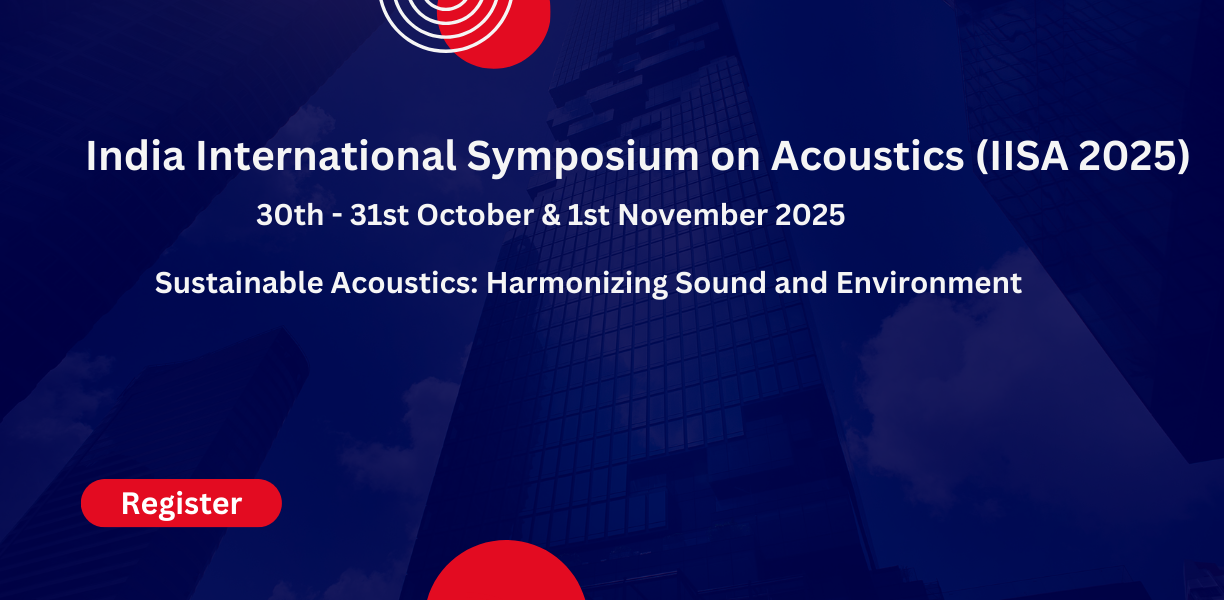 India International Symposium on Acoustics (IISA 2025)
30th - 31st October & 1st November 2025
Sustainable Acoustics: Harmonizing Sound and Environment
Register